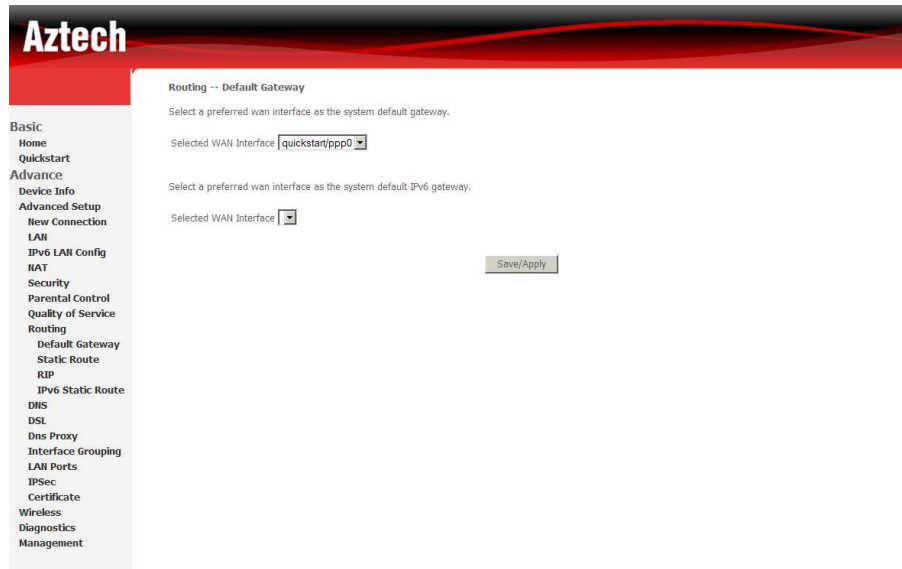 Aztech
Basic
Home
Quickstart
Advance
Device Info
Advanced Setup
New Connection
LAN
IPv6 LAN Config
NAT
Security
Parental Control
Quality of Service
Routing
Default Gateway
Static Route
RIP
IPv6 Static Route
DNS
DSL
Dns Proxy
Interface Grouping
LAN Ports
IPSec
Certificate
Wireless
Diagnostics
Management
Routing -- Default Gateway
Select a preferred wan interface as the system default gateway.
Selected WAN Interface quickstart/ppp0
Select a preferred wan interface as the system default IPv6 gateway.
Selected WAN Interface
Save/Apply